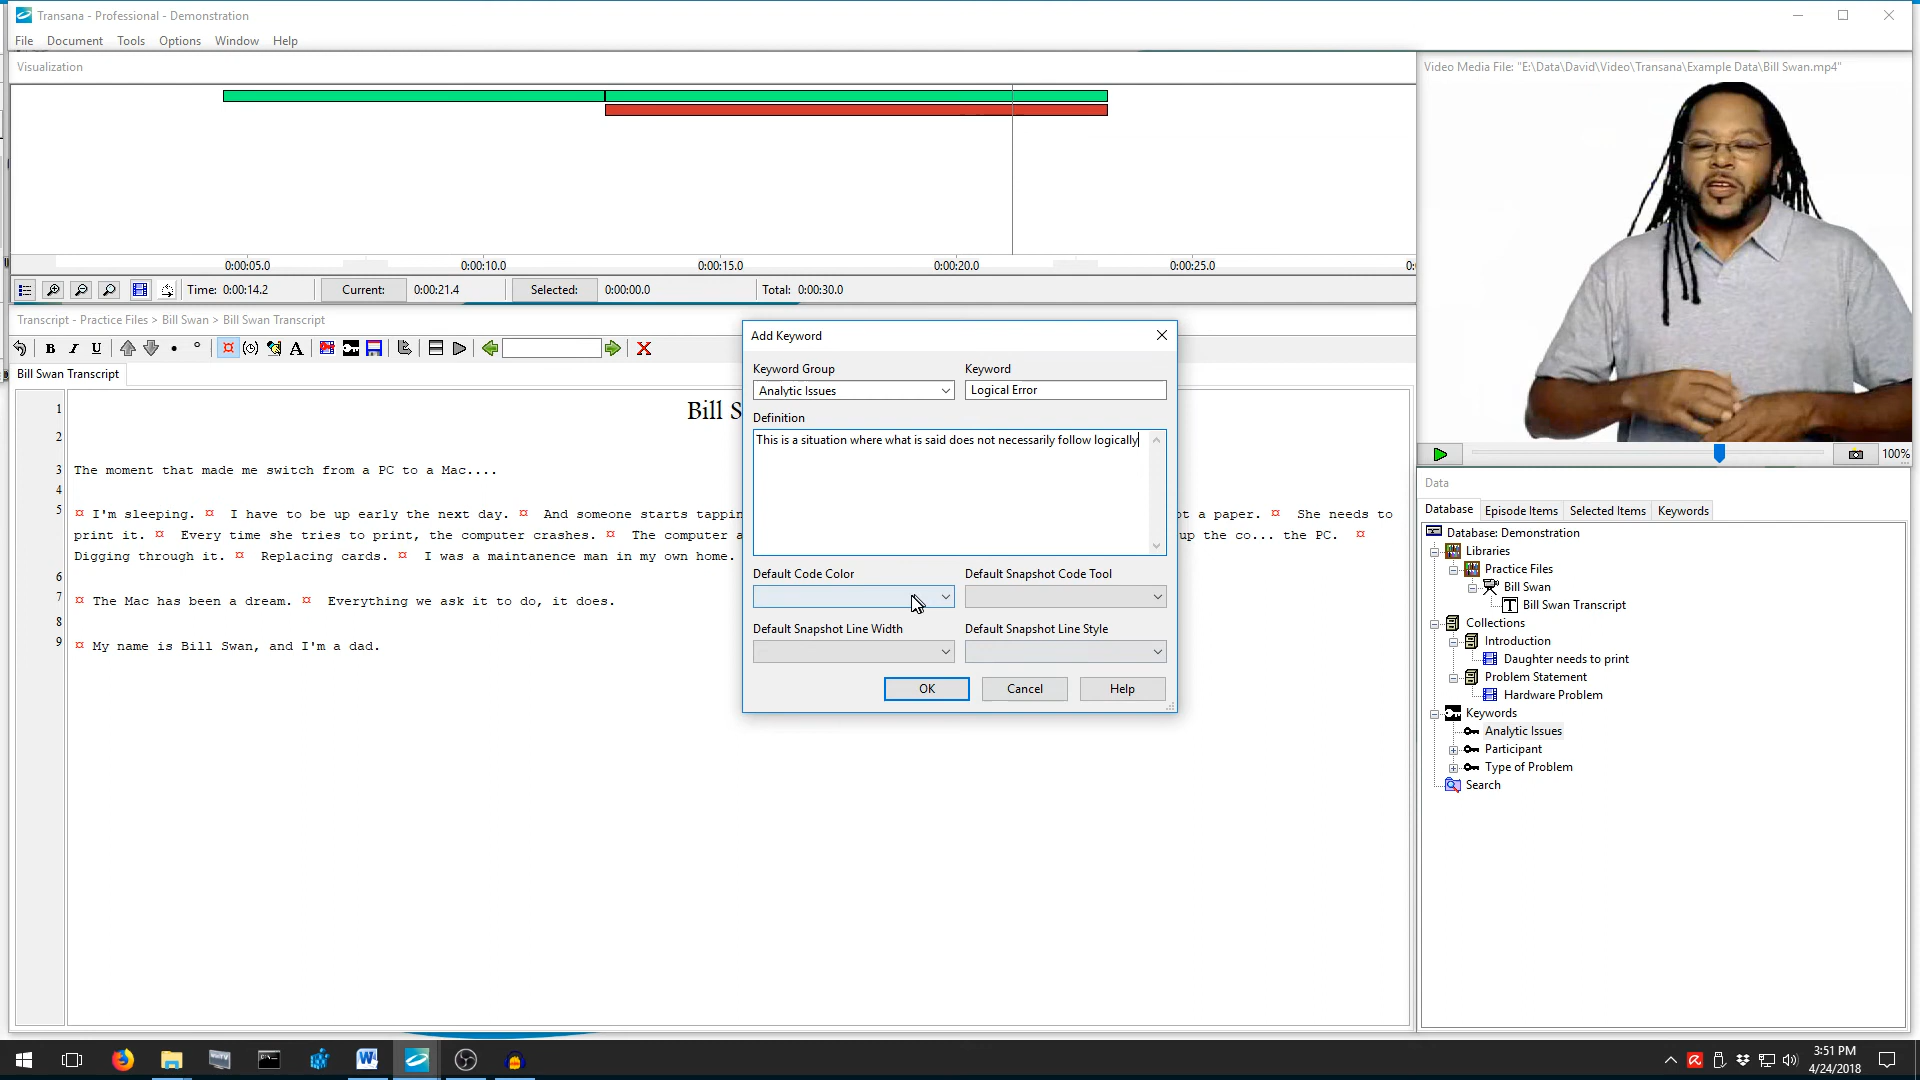 Transana - Professional - Demonstration
File Document Tools Options Window Help
Visualization
0:00:05.0 0:00:10.0 0:00:15.0 0:00:20.0 0:00:25.0 0:
Time: 0:00:14.2 Current: 0:00:21.4 Selected: 0:00:00.0 Total: 0:00:30.0
Transcript - Practice Files > Bill Swan > Bill Swan Transcript
B I U A
Bill Swan Transcript
1 Bill S
2
3 The moment that made me switch from a PC to a Mac....
4
5 ¤ I'm sleeping. ¤ I have to be up early the next day. ¤ And someone starts tappin
t a paper. ¤ She needs to
print it. ¤ Every time she tries to print, the computer crashes. ¤ The computer a
up the co... the PC. ¤
Digging through it. ¤ Replacing cards. ¤ I was a maintanence man in my own home.
6
7 ¤ The Mac has been a dream. ¤ Everything we ask it to do, it does.
8
9 ¤ My name is Bill Swan, and I'm a dad.
Add Keyword
Keyword Group Keyword
Analytic Issues Logical Error
Definition
This is a situation where what is said does not necessarily follow logically
Default Code Color Default Snapshot Code Tool
Default Snapshot Line Width Default Snapshot Line Style
OK Cancel Help
Video Media File: "E:\Data\David\Video\Transana\Example Data\Bill Swan.mp4"
100%
Data
Database Episode Items Selected Items Keywords
Database: Demonstration
Libraries
Practice Files
Bill Swan
T Bill Swan Transcript
Collections
Introduction
Daughter needs to print
Problem Statement
Hardware Problem
Keywords
Analytic Issues
Participant
Type of Problem
Search
3:51 PM
4/24/2018